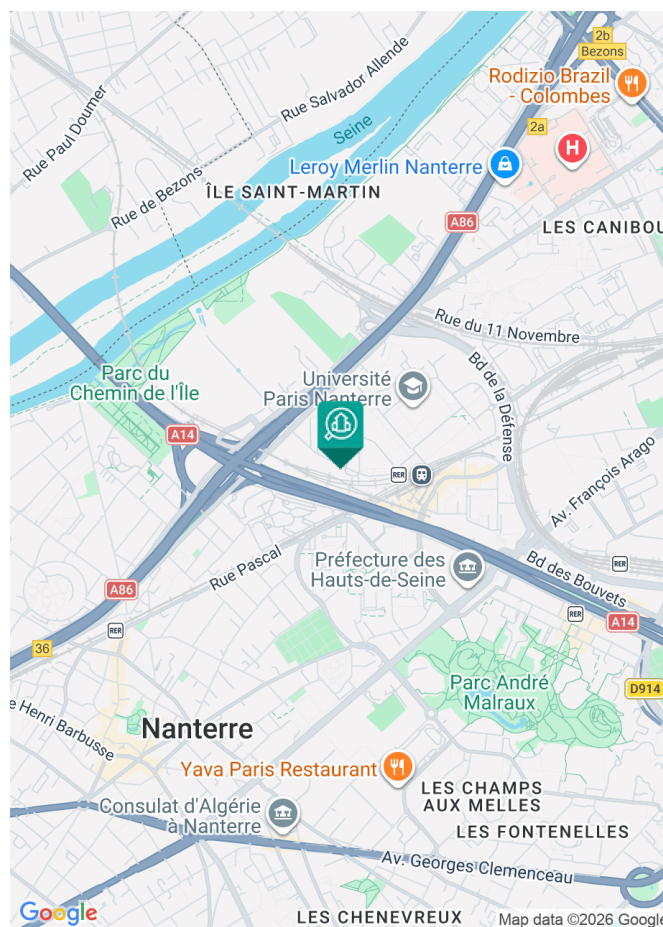 2b
Bezons
Rodizio Brazil
- Colombes
Rue Salvador Allende
Rue Paul Doumer
Seine
2a
H
Leroy Merlin Nanterre
Rue de Bezons
ÎLE SAINT-MARTIN
A86
LES CANIBOU
Rue du 11 Novembre
Parc du
Chemin de l'Île
Université
Paris Nanterre
Bd de la Défense
A14
RER
Av. François Arago
Rue Pascal
Préfecture des
Hauts-de-Seine
Bd des Bouvets
RER
A86
RER
RER
A14
36
Parc André
Malraux
D914
e Henri Barbusse
Nanterre
Yava Paris Restaurant
LES CHAMPS
AUX MELLES
Consulat d'Algérie
à Nanterre
LES FONTENELLES
Av. Georges Clemenceau
Google
LES CHENEVREUX
Map data ©2026 Google